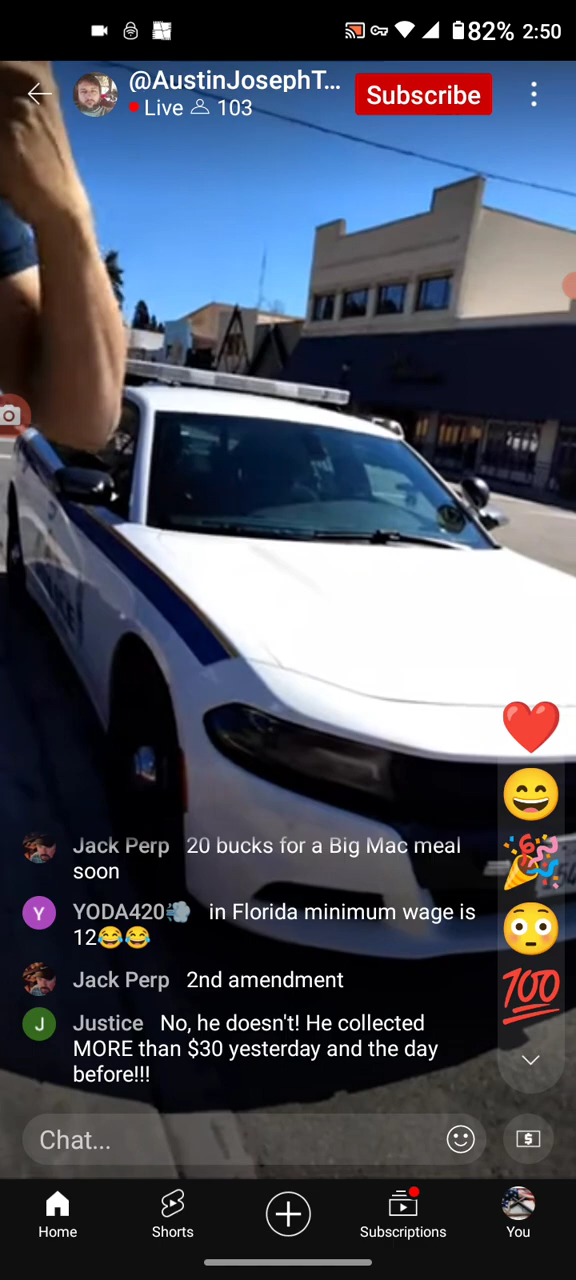 82% 2:50
@AustinJosephT...
Live 103
Subscribe
Jack Perp 20 bucks for a Big Mac meal
soon
Y
YODA420💨 in Florida minimum wage is
12😂😂
Jack Perp 2nd amendment
J
Justice No, he doesn't! He collected
MORE than $30 yesterday and the day
before!!!
100
Chat...
$
Home
Shorts
Subscriptions
You